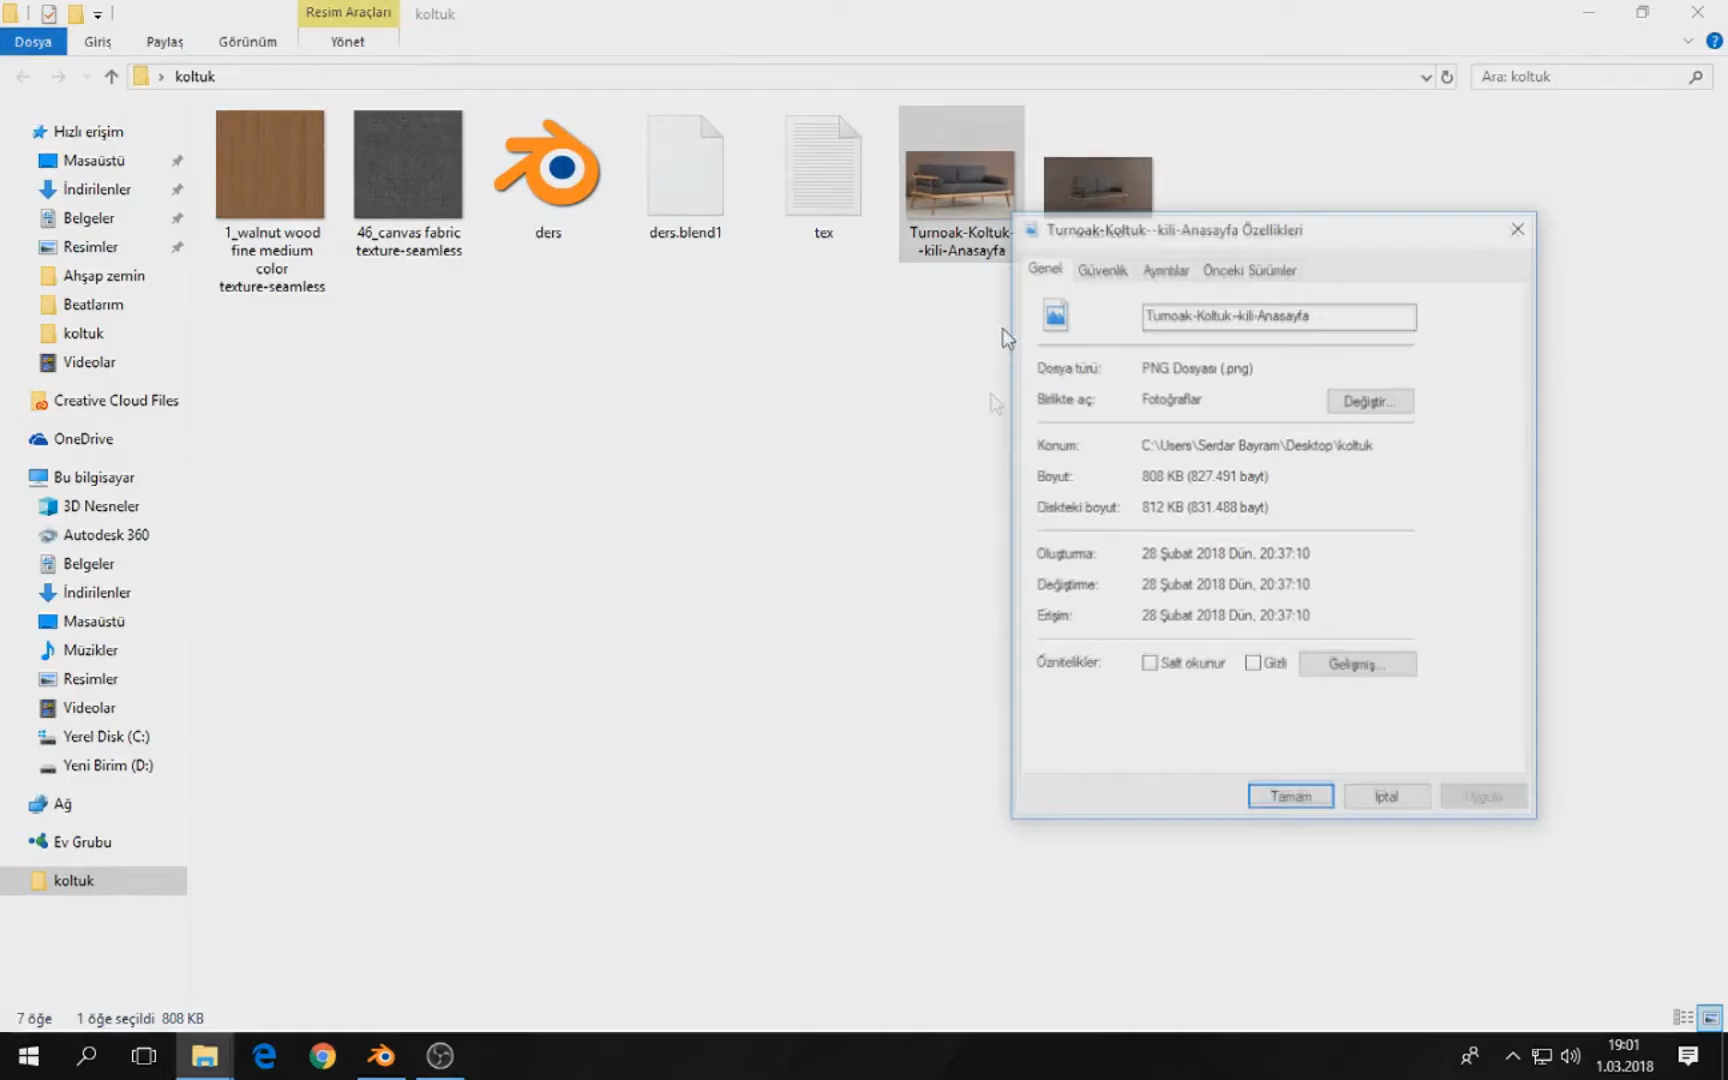 Resim Araçları
koltuk
Dosya
Giriş
Paylaş
Görünüm
Yönet
koltuk
Ara: koltuk
Hızlı erişim
Masaüstü
İndirilenler
Belgeler
Resimler
Ahşap zemin
Beatlarım
koltuk
Videolar
Creative Cloud Files
OneDrive
Bu bilgisayar
3D Nesneler
Autodesk 360
Belgeler
İndirilenler
Masaüstü
Müzikler
Resimler
Videolar
Yerel Disk (C:)
Yeni Birim (D:)
Ağ
Ev Grubu
koltuk
1_walnut wood
fine medium
color
texture-seamless
46_canvas fabric
texture-seamless
ders
ders.blend1
tex
Turnoak-Koltuk-
-kili-Anasayfa
Turnoak-Koltuk--kili-Anasayfa Özellikleri
Genel
Güvenlik
Ayrıntılar
Önceki Sürümler
Turnoak-Koltuk--kili-Anasayfa
Dosya türü:
PNG Dosyası (.png)
Birlikte aç:
Fotoğraflar
Değiştir...
Konum:
C:\Users\Serdar Bayram\Desktop\koltuk
Boyut:
808 KB (827.491 bayt)
Diskteki boyut:
812 KB (831.488 bayt)
Oluşturma:
28 Şubat 2018 Dün, 20:37:10
Değiştirme:
28 Şubat 2018 Dün, 20:37:10
Erişim:
28 Şubat 2018 Dün, 20:37:10
Öznitelikler:
Salt okunur
Gizli
Gelişmiş...
Tamam
İptal
Uygula
7 öğe
1 öğe seçildi 808 KB
19:01
1.03.2018